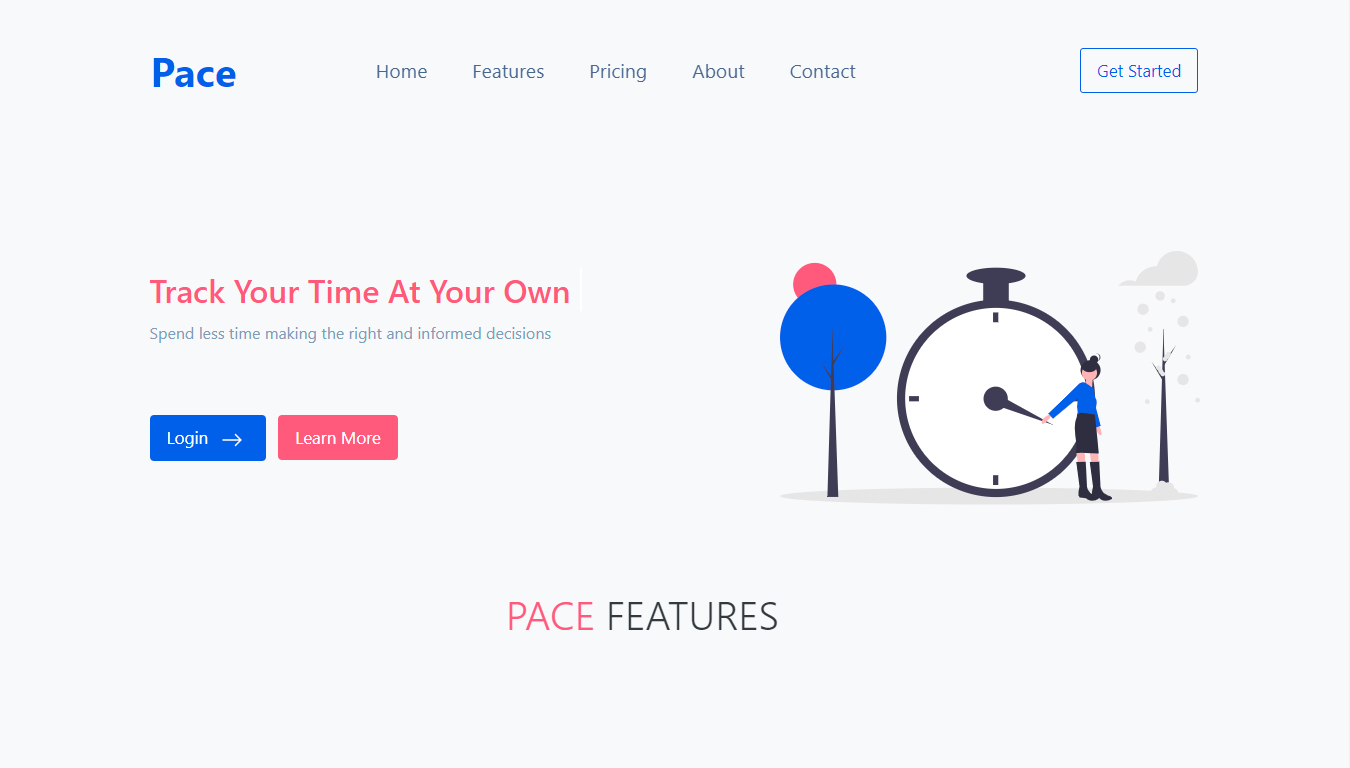 Pace
Home Features Pricing About Contact
Get Started
Track Your Time At Your Own
Spend less time making the right and informed decisions
Login
Learn More
PACE FEATURES